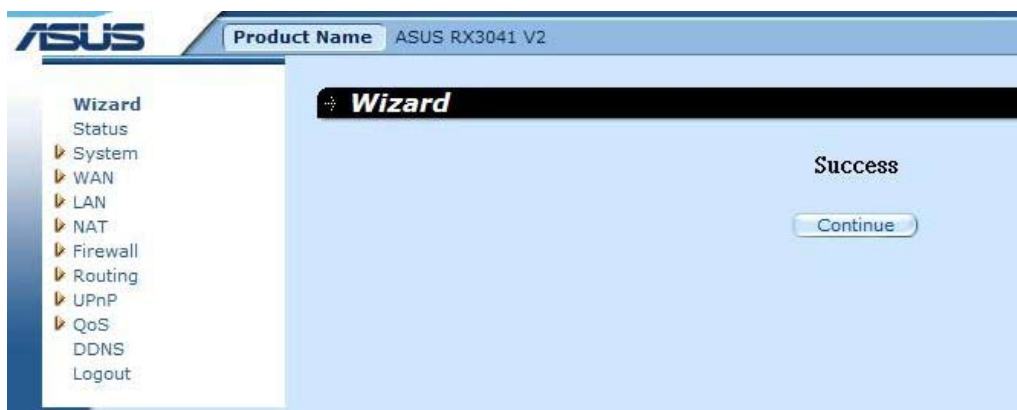 ASUS
Product Name ASUS RX3041 V2
Wizard
Status
System
WAN
LAN
NAT
Firewall
Routing
UPnP
QoS
DDNS
Logout
Wizard
Success
Continue